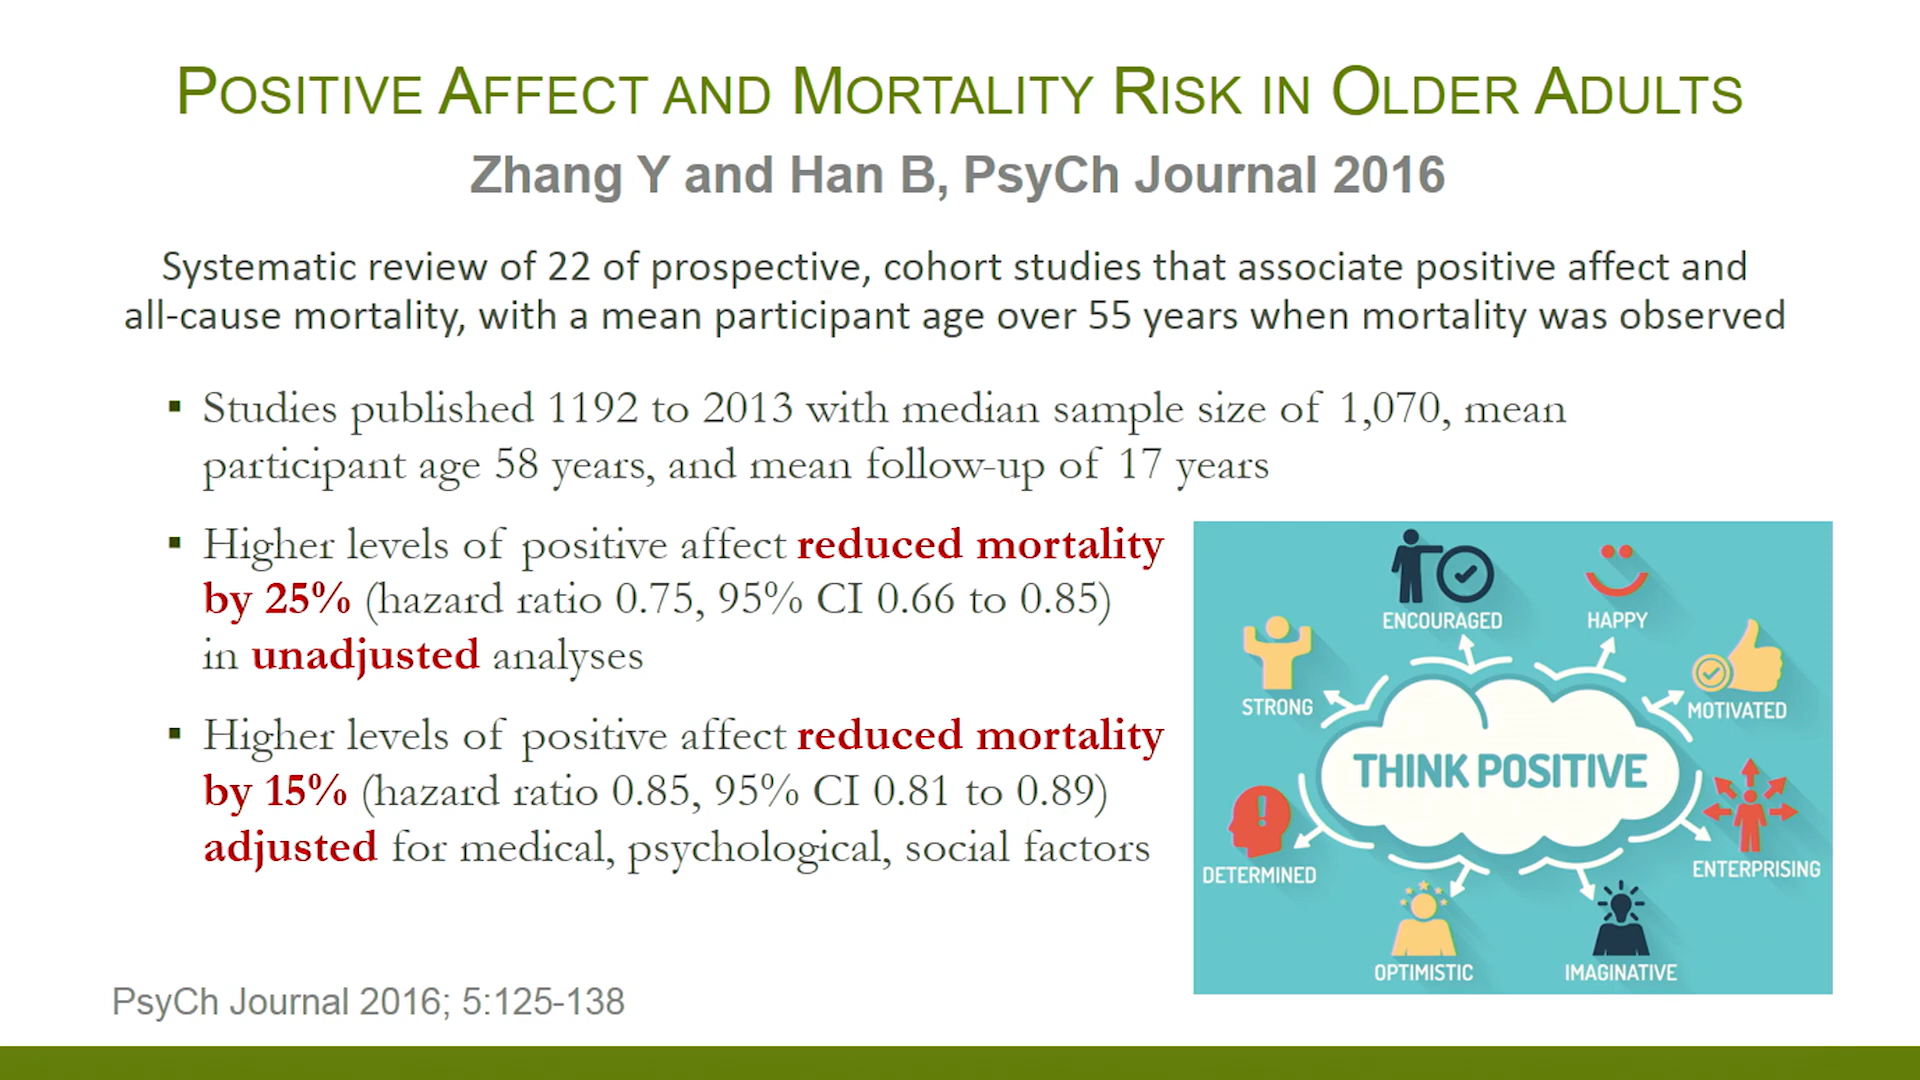 POSITIVE AFFECT AND MORTALITY RISK IN OLDER ADULTS
Zhang Y and Han B, PsyCh Journal 2016
Systematic review of 22 of prospective, cohort studies that associate positive affect and
all-cause mortality, with a mean participant age over 55 years when mortality was observed
▪ Studies published 1192 to 2013 with median sample size of 1,070, mean
participant age 58 years, and mean follow-up of 17 years
▪ Higher levels of positive affect reduced mortality
by 25% (hazard ratio 0.75, 95% CI 0.66 to 0.85)
in unadjusted analyses
▪ Higher levels of positive affect reduced mortality
by 15% (hazard ratio 0.85, 95% CI 0.81 to 0.89)
adjusted for medical, psychological, social factors
ENCOURAGED
HAPPY
STRONG
MOTIVATED
THINK POSITIVE
DETERMINED
ENTERPRISING
OPTIMISTIC
IMAGINATIVE
PsyCh Journal 2016; 5:125-138